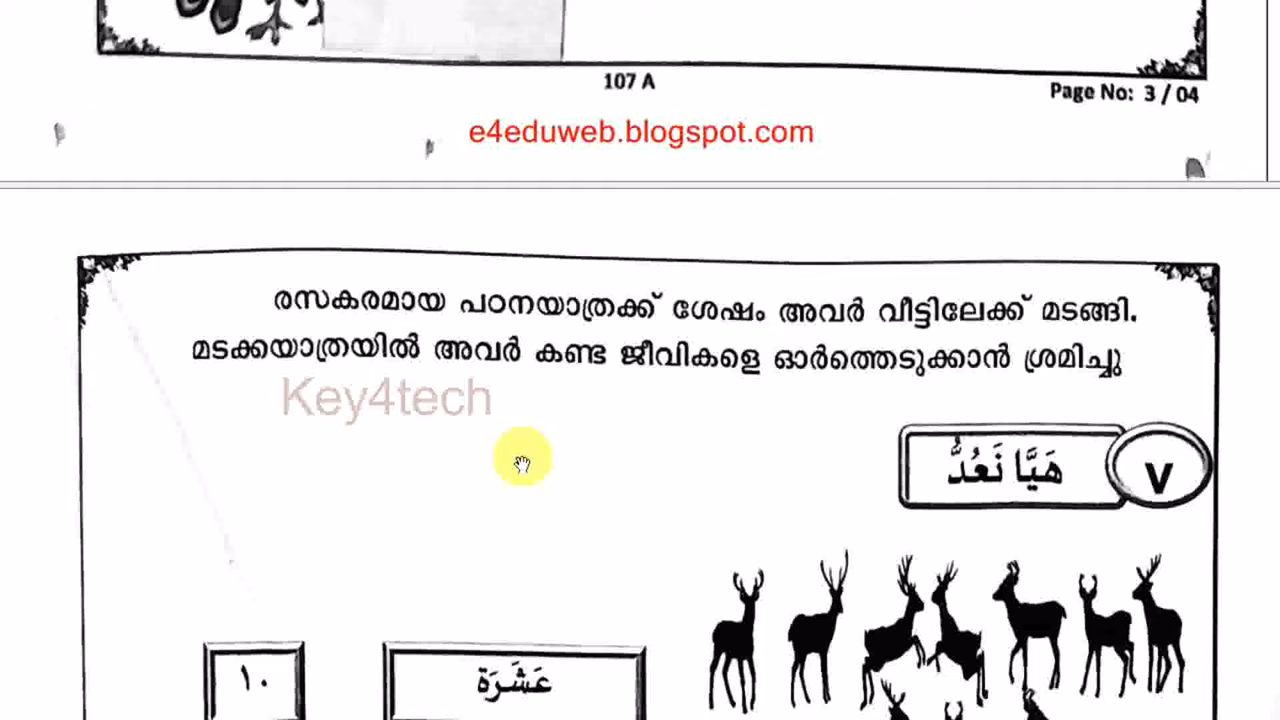 107 A
Page No: 3 / 04
e4eduweb.blogspot.com
രസകരമായ പഠനയാത്രക്ക് ശേഷം അവർ വീട്ടിലേക്ക് മടങ്ങി.
മടക്കയാത്രയിൽ അവർ കണ്ട ജീവികളെ ഓർത്തെടുക്കാൻ ശ്രമിച്ചു
Key4tech
٧ هَيَّا نَعُدُّ
عَشَرَة
١٠